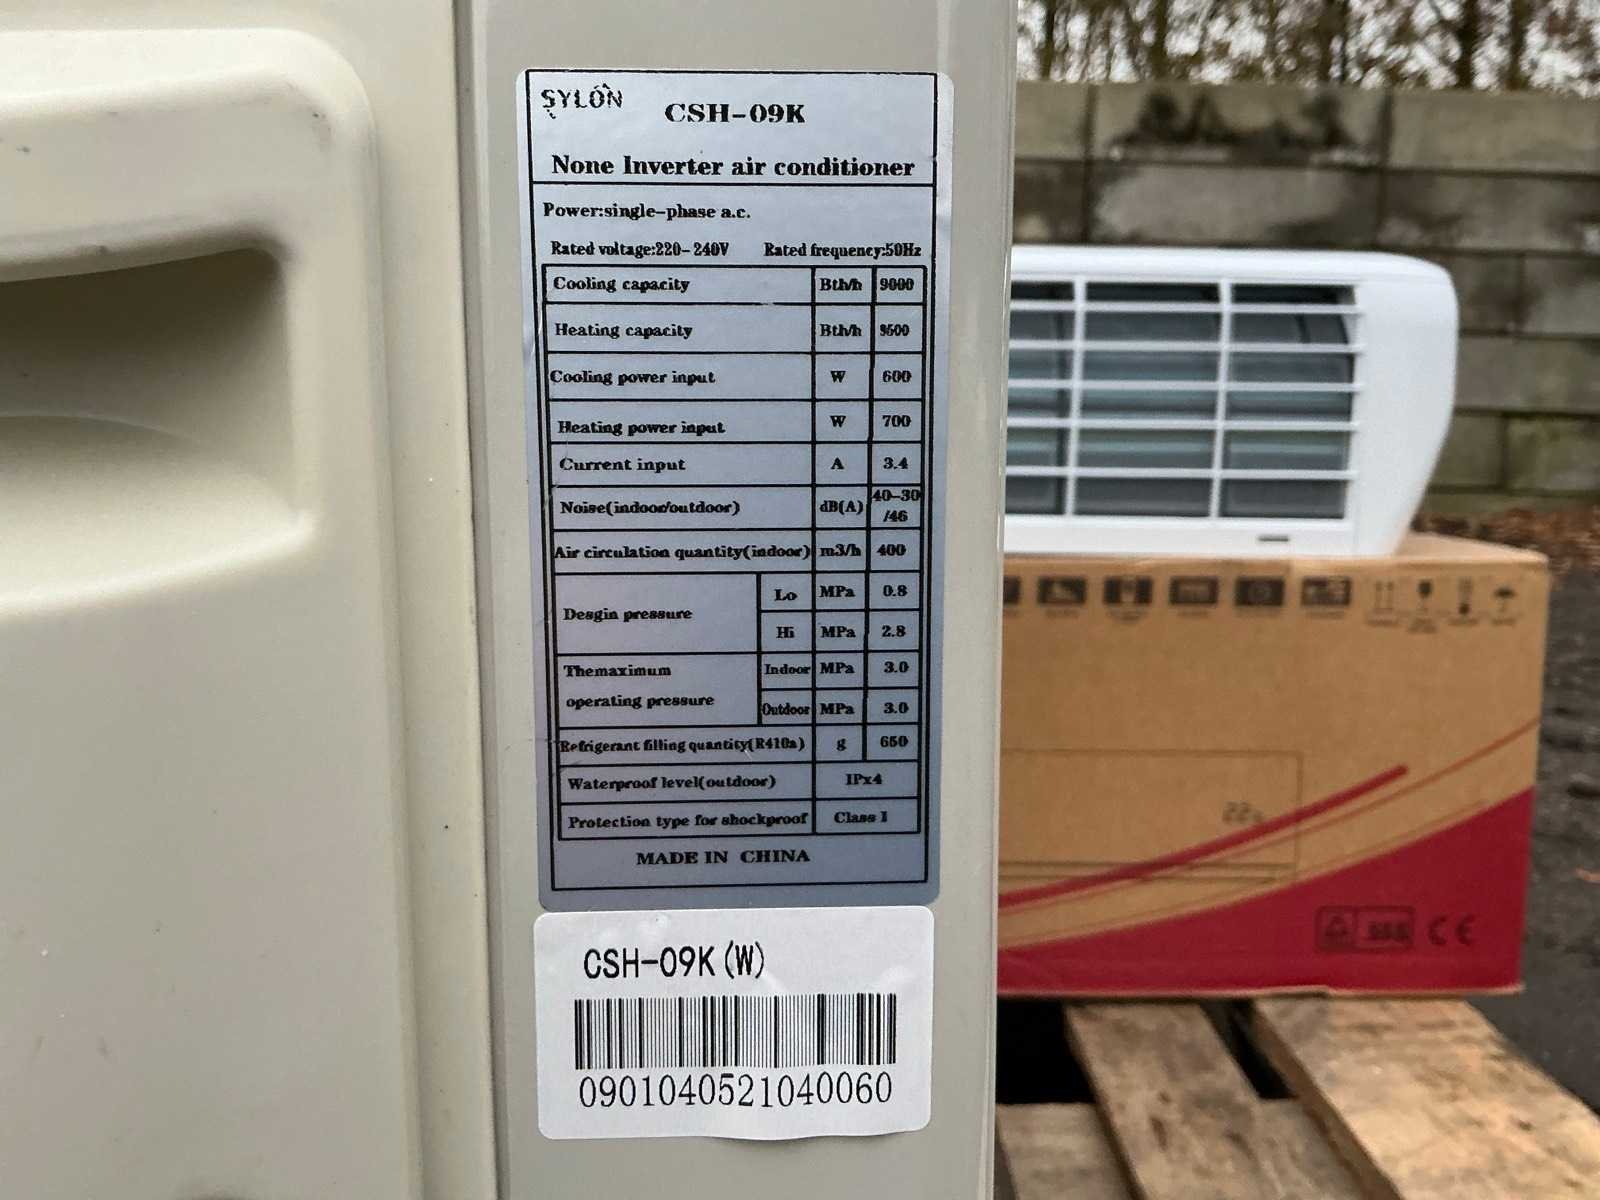 SYLON
CSH-09K
None Inverter air conditioner
Power:single-phase a.c.
Rated voltage:220-240V Rated frequency:50Hz
Cooling capacity Bth/h 9000
Heating capacity Bth/h 9500
Cooling power input W 600
Heating power input W 700
Current input A 3.4
Noise(indoor/outdoor) dB(A) 40-30/46
Air circulation quantity(indoor) m3/h 400
Desgin pressure Lo MPa 0.8
Hi MPa 2.8
Themaximum Indoor MPa 3.0
operating pressure Outdoor MPa 3.0
Refrigerant filling quantity(R410a) g 650
Waterproof level(outdoor) IPx4
Protection type for shockproof Class I
MADE IN CHINA
CSH-09K(W)
0901040521040060
CE